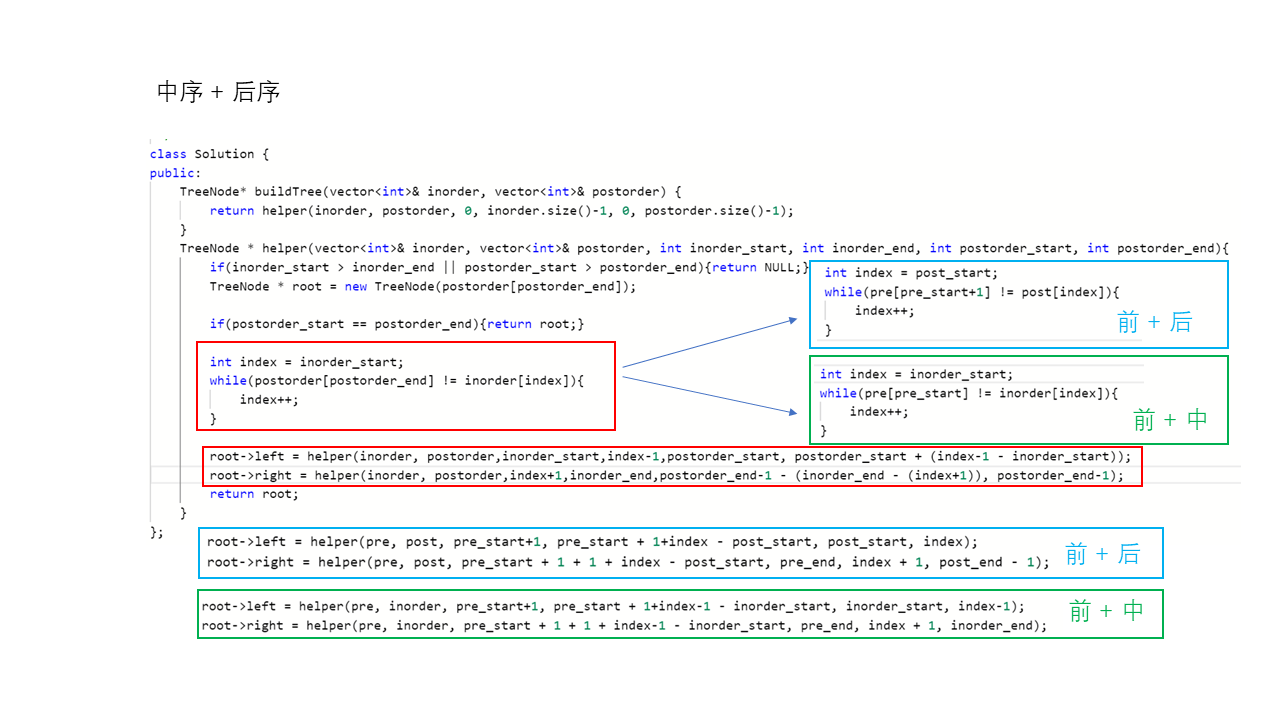 中序 + 后序
class Solution {
public:
TreeNode* buildTree(vector<int>& inorder, vector<int>& postorder) {
return helper(inorder, postorder, 0, inorder.size()-1, 0, postorder.size()-1);
}
TreeNode * helper(vector<int>& inorder, vector<int>& postorder, int inorder_start, int inorder_end, int postorder_start, int postorder_end){
if(inorder_start > inorder_end || postorder_start > postorder_end){return NULL;}
TreeNode * root = new TreeNode(postorder[postorder_end]);
if(postorder_start == postorder_end){return root;}
int index = inorder_start;
while(postorder[postorder_end] != inorder[index]){
index++;
}
int index = post_start;
while(pre[pre_start+1] != post[index]){
index++;
}
前 + 后
int index = inorder_start;
while(pre[pre_start] != inorder[index]){
index++;
}
前 + 中
root->left = helper(inorder, postorder,inorder_start,index-1,postorder_start, postorder_start + (index-1 - inorder_start));
root->right = helper(inorder, postorder,index+1,inorder_end,postorder_end-1 - (inorder_end - (index+1)), postorder_end-1);
return root;
}
};
root->left = helper(pre, post, pre_start+1, pre_start + 1+index - post_start, post_start, index);
root->right = helper(pre, post, pre_start + 1 + 1 + index - post_start, pre_end, index + 1, post_end - 1);
前 + 后
root->left = helper(pre, inorder, pre_start+1, pre_start + 1+index-1 - inorder_start, inorder_start, index-1);
root->right = helper(pre, inorder, pre_start + 1 + 1 + index-1 - inorder_start, pre_end, index + 1, inorder_end);
前 + 中